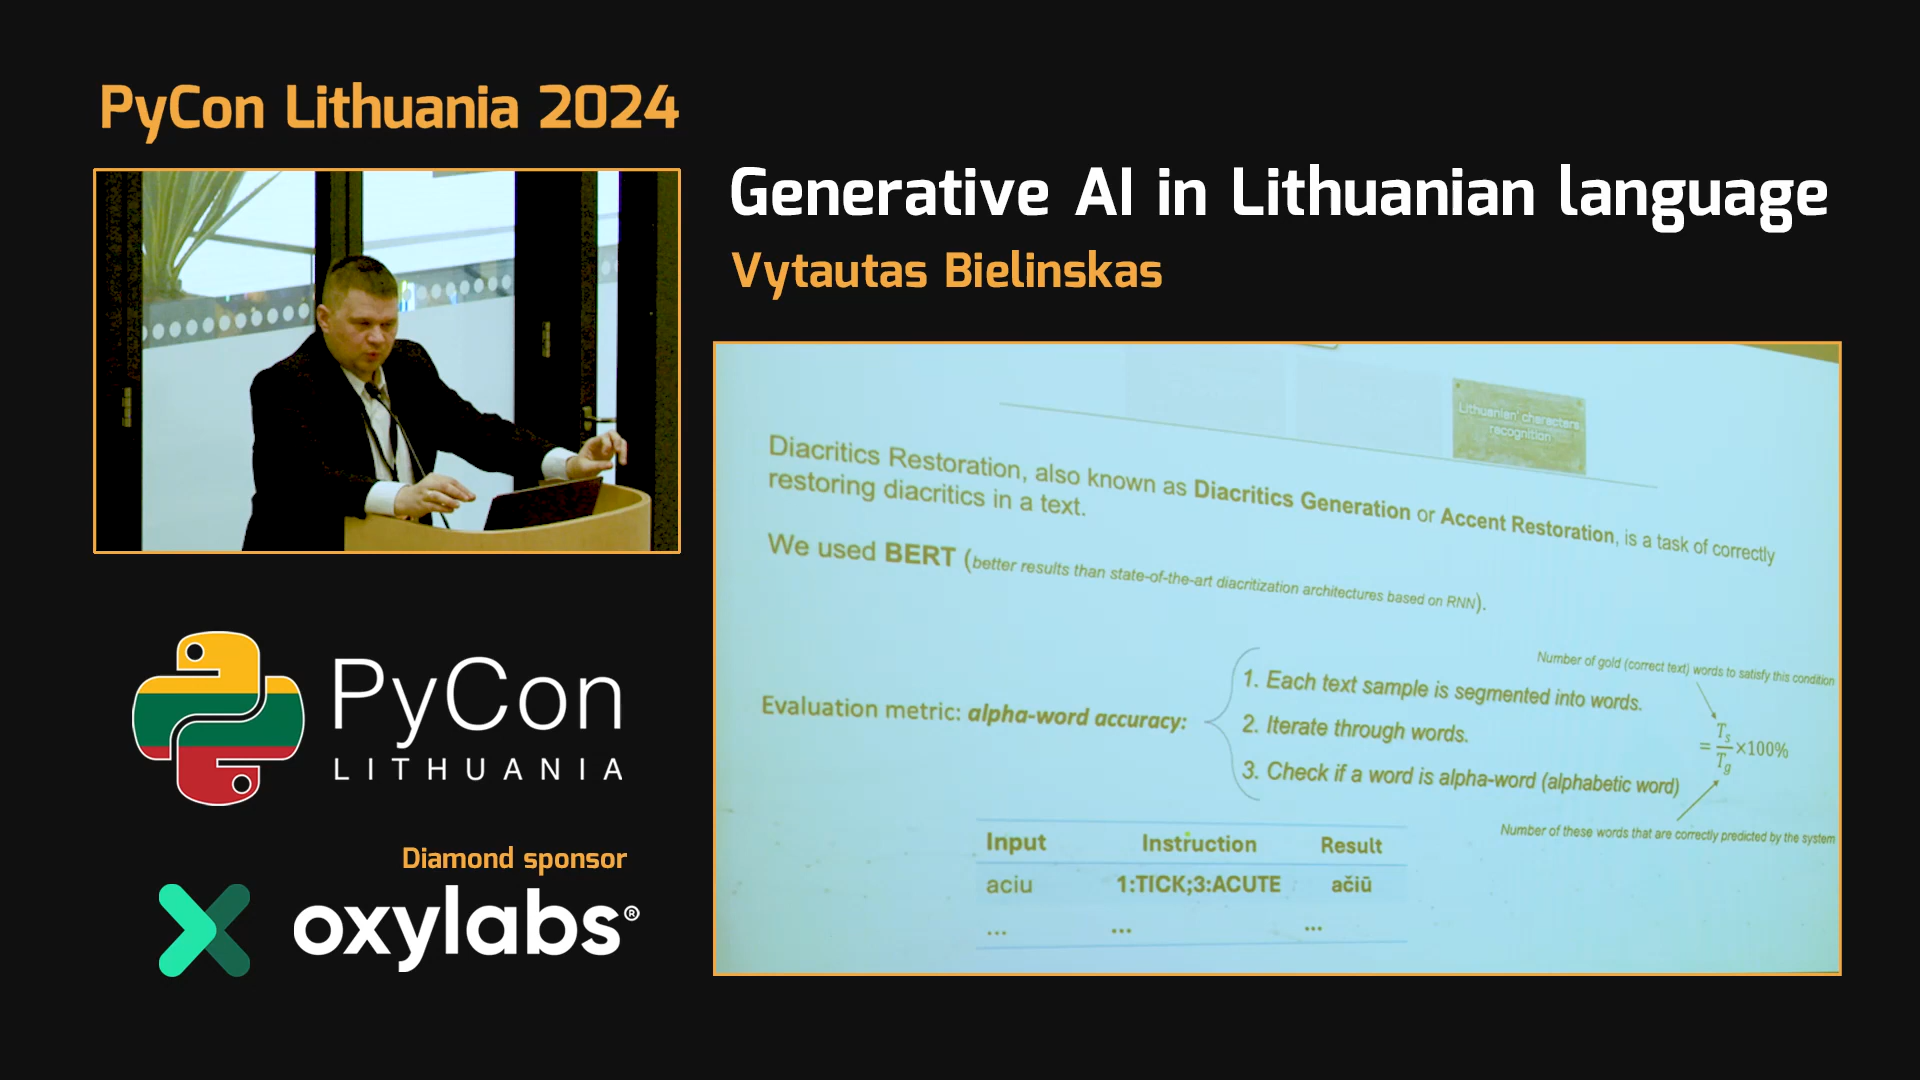 PyCon Lithuania 2024
Generative AI in Lithuanian language
Vytautas Bielinskas
Lithuanian' characters
recognition
Diacritics Restoration, also known as Diacritics Generation or Accent Restoration, is a task of correctly
restoring diacritics in a text.
We used BERT (better results than state-of-the-art diacritization architectures based on RNN).
Evaluation metric: alpha-word accuracy:
1. Each text sample is segmented into words.
2. Iterate through words.
3. Check if a word is alpha-word (alphabetic word)
Number of gold (correct text) words to satisfy this condition
= Ts/Tg ×100%
Number of these words that are correctly predicted by the system
Input Instruction Result
aciu 1:TICK;3:ACUTE ačiū
... ... ...
PyCon
LITHUANIA
Diamond sponsor
oxylabs®